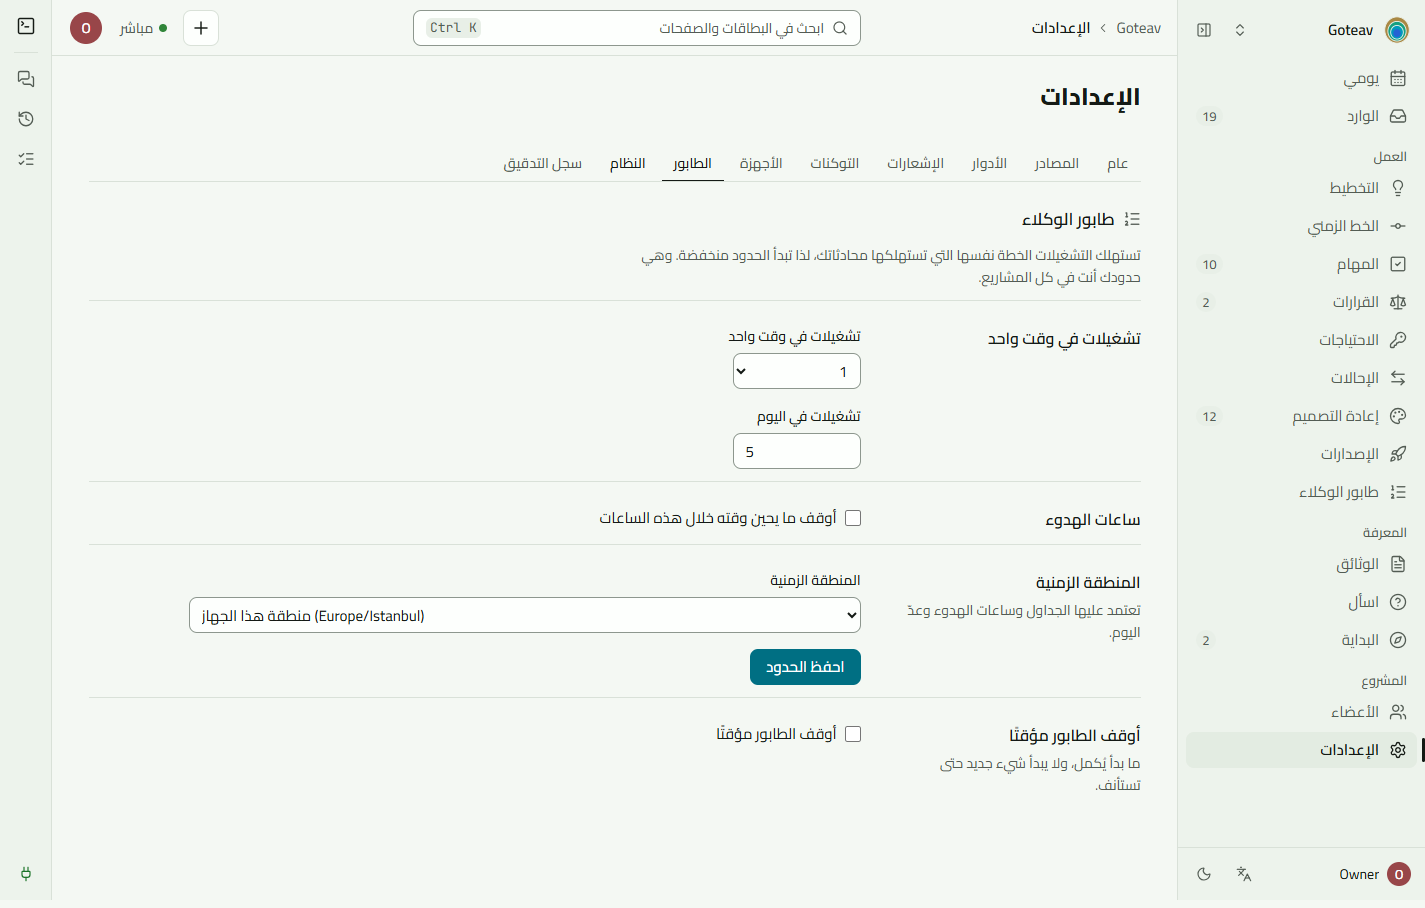 Goteav
يومي
الوارد
19
العمل
التخطيط
الخط الزمني
المهام
10
القرارات
2
الاحتياجات
الإحالات
إعادة التصميم
12
الإصدارات
طابور الوكلاء
المعرفة
الوثائق
اسأل
البداية
2
المشروع
الأعضاء
الإعدادات
Owner
O
Goteav
الإعدادات
ابحث في البطاقات والصفحات
Ctrl K
مباشر
O
الإعدادات
عام
المصادر
الأدوار
الإشعارات
التوكنات
الأجهزة
الطابور
النظام
سجل التدقيق
طابور الوكلاء
تستهلك التشغيلات الخطة نفسها التي تستهلكها محادثاتك، لذا تبدأ الحدود منخفضة. وهي
حدودك أنت في كل المشاريع.
تشغيلات في وقت واحد
تشغيلات في وقت واحد
1
تشغيلات في اليوم
5
ساعات الهدوء
أوقف ما يحين وقته خلال هذه الساعات
المنطقة الزمنية
تعتمد عليها الجداول وساعات الهدوء وعدّ
اليوم.
المنطقة الزمنية
منطقة هذا الجهاز (Europe/Istanbul)
احفظ الحدود
أوقف الطابور مؤقتًا
ما بدأ يُكمل، ولا يبدأ شيء جديد حتى
تستأنف.
أوقف الطابور مؤقتًا